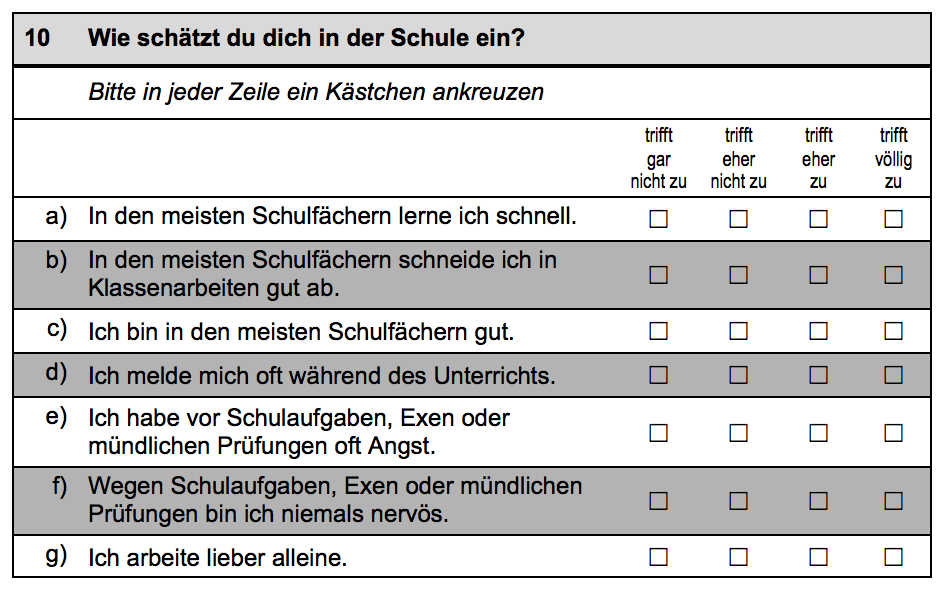 10 Wie schätzt du dich in der Schule ein?
Bitte in jeder Zeile ein Kästchen ankreuzen
trifft gar nicht zu
trifft eher nicht zu
trifft eher zu
trifft völlig zu
a) In den meisten Schulfächern lerne ich schnell.
b) In den meisten Schulfächern schneide ich in
Klassenarbeiten gut ab.
c) Ich bin in den meisten Schulfächern gut.
d) Ich melde mich oft während des Unterrichts.
e) Ich habe vor Schulaufgaben, Exen oder
mündlichen Prüfungen oft Angst.
f) Wegen Schulaufgaben, Exen oder mündlichen
Prüfungen bin ich niemals nervös.
g) Ich arbeite lieber alleine.